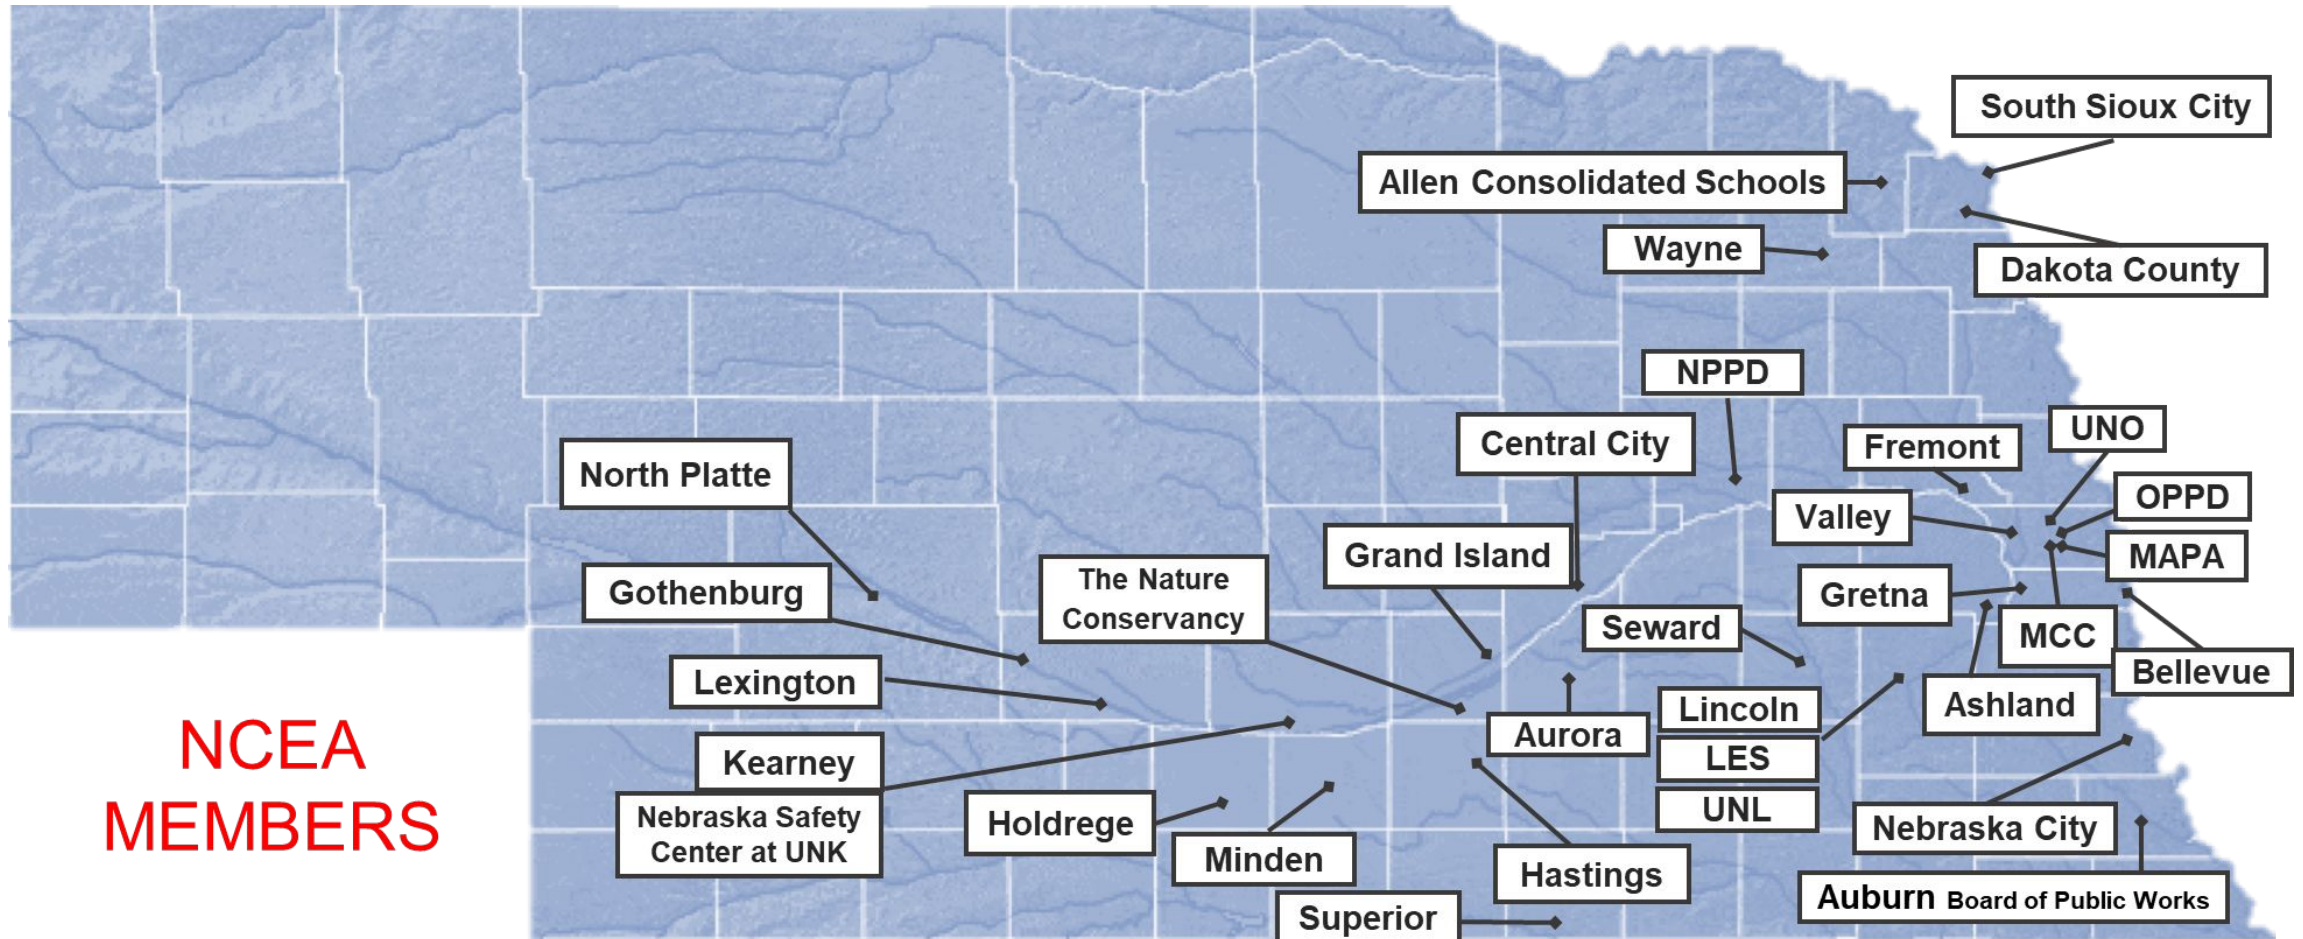 South Sioux City
Allen Consolidated Schools
Wayne
Dakota County
NPPD
UNO
Central City
Fremont
North Platte
OPPD
Valley
Grand Island
MAPA
The Nature
Conservancy
Gothenburg
Gretna
Seward
MCC
Bellevue
Lexington
Ashland
Lincoln
Aurora
LES
NCEA
MEMBERS
Kearney
UNL
Nebraska Safety
Center at UNK
Holdrege
Nebraska City
Minden
Hastings
Auburn Board of Public Works
Superior